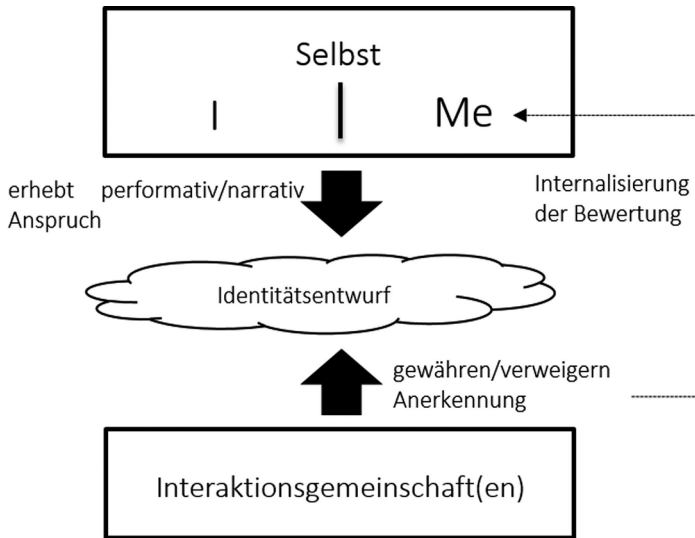 Selbst
I Me
erhebt performativ/narrativ
Anspruch
Internalisierung
der Bewertung
Identitätsentwurf
gewähren/verweigern
Anerkennung
Interaktionsgemeinschaft(en)